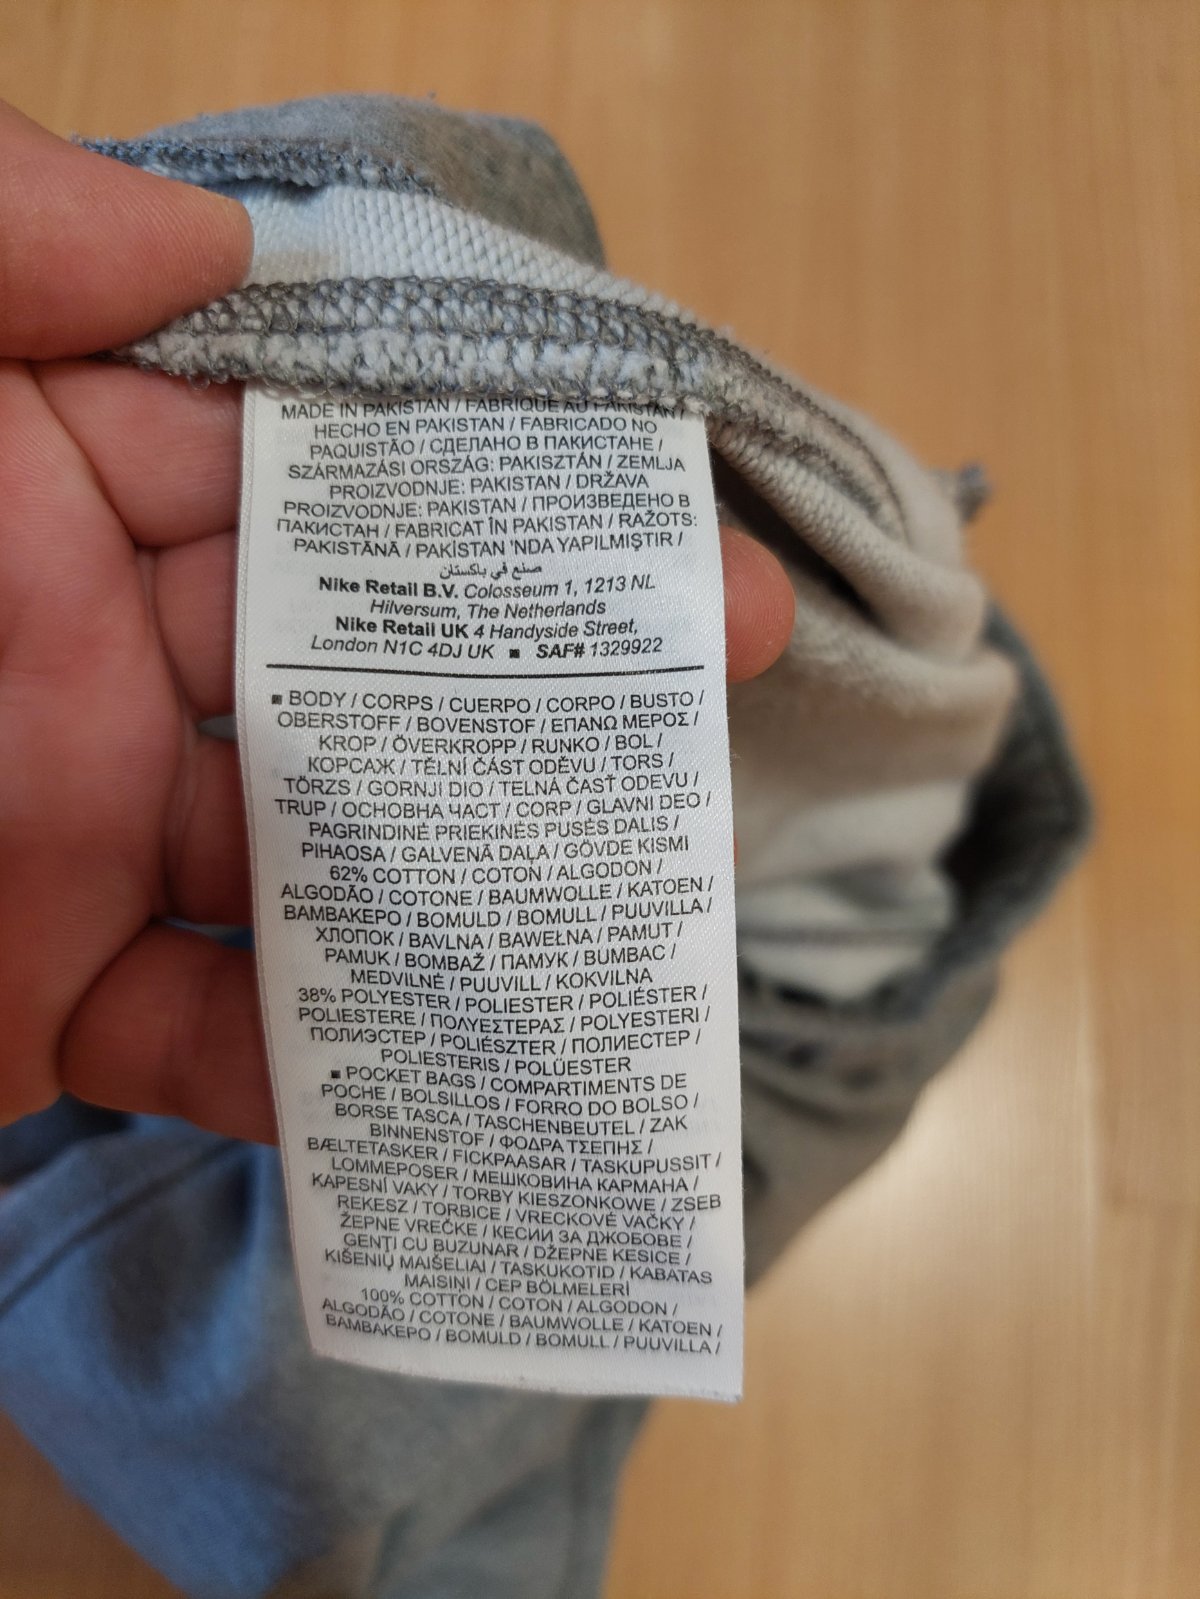 MADE IN PAKISTAN / FABRIQUÉ AU PAKISTAN /
HECHO EN PAKISTAN / FABRICADO NO
PAQUISTÃO / СДЕЛАНО В ПАКИСТАНЕ /
SZÁRMAZÁSI ORSZÁG: PAKISZTÁN / ZEMLJA
PROIZVODNJE: PAKISTAN / DRŽAVA
PROIZVODNJE: PAKISTAN / ПРОИЗВЕДЕНО В
ПАКИСТАН / FABRICAT ÎN PAKISTAN / RAŽOTS:
PAKISTĀNĀ / PAKİSTAN 'NDA YAPILMIŞTIR /
صنع في باكستان
Nike Retail B.V. Colosseum 1, 1213 NL
Hilversum, The Netherlands
Nike Retail UK 4 Handyside Street,
London N1C 4DJ UK ■ SAF# 1329922
■ BODY / CORPS / CUERPO / CORPO / BUSTO /
OBERSTOFF / BOVENSTOF / ΕΠΑΝΩ ΜΕΡΟΣ /
KROP / ÖVERKROPP / RUNKO / BOL /
КОРСАЖ / TĚLNÍ ČÁST ODĚVU / TORS /
TÖRZS / GORNJI DIO / TELNÁ ČASŤ ODEVU /
TRUP / ОСНОВНА ЧАСТ / CORP / GLAVNI DEO /
PAGRINDINĖ PRIEKINĖS PUSĖS DALIS /
PIHAOSA / GALVENĀ DAĻA / GÖVDE KISMI
62% COTTON / COTON / ALGODON /
ALGODÃO / COTONE / BAUMWOLLE / KATOEN /
ΒΑΜΒΑΚΕΡΟ / BOMULD / BOMULL / PUUVILLA /
ХЛОПОК / BAVLNA / BAWEŁNA / PAMUT /
PAMUK / BOMBAŽ / ПАМУК / BUMBAC /
MEDVILNĖ / PUUVILL / KOKVILNA
38% POLYESTER / POLIESTER / POLIÉSTER /
POLIESTERE / ΠΟΛΥΕΣΤΕΡΑΣ / POLYESTERI /
ПОЛИЭСТЕР / POLIÉSZTER / ПОЛИЕСТЕР /
POLIESTERIS / POLÜESTER
■ POCKET BAGS / COMPARTIMENTS DE
POCHE / BOLSILLOS / FORRO DO BOLSO /
BORSE TASCA / TASCHENBEUTEL / ZAK
BINNENSTOF / ΦΟΔΡΑ ΤΣΕΠΗΣ /
BÆLTETASKER / FICKPAASAR / TASKUPUSSIT /
LOMMEPOSER / МЕШКОВИНА КАРМАНА /
KAPESNÍ VAKY / TORBY KIESZONKOWE / ZSEB
REKESZ / TORBICE / VRECKOVÉ VAČKY /
ŽEPNE VREČKE / КЕСИИ ЗА ДЖОБОВЕ /
GENȚI CU BUZUNAR / DŽEPNE KESICE /
KIŠENIŲ MAIŠELIAI / TASKUKOTID / KABATAS
MAISINI / CEP BÖLMELERİ
100% COTTON / COTON / ALGODON /
ALGODÃO / COTONE / BAUMWOLLE / KATOEN /
ΒΑΜΒΑΚΕΡΟ / BOMULD / BOMULL / PUUVILLA /